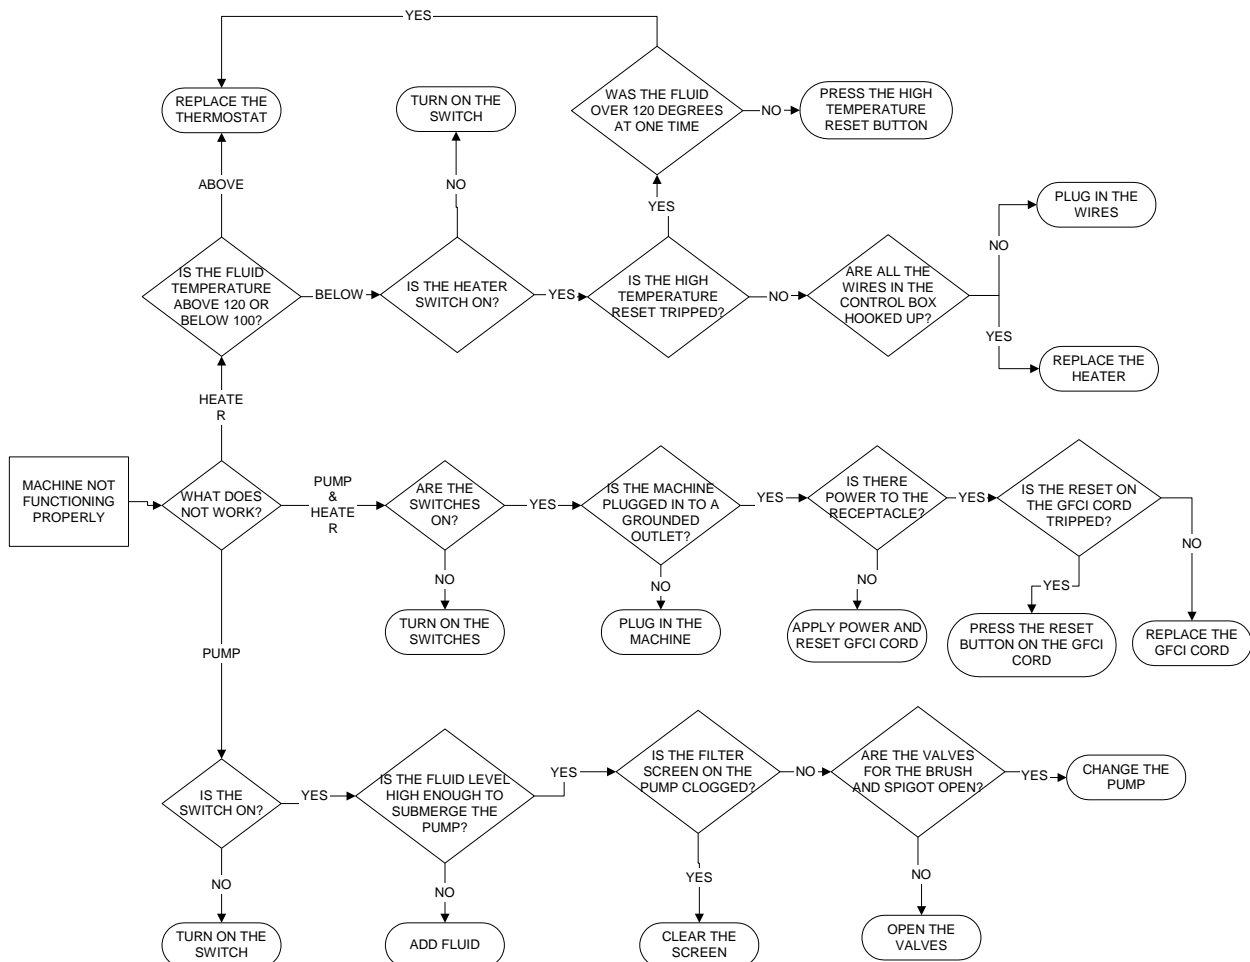 YES
REPLACE THE
THERMOSTAT
TURN ON THE
SWITCH
WAS THE FLUID
OVER 120 DEGREES
AT ONE TIME
NO
PRESS THE HIGH
TEMPERATURE
RESET BUTTON
ABOVE
NO
YES
PLUG IN THE
WIRES
NO
IS THE FLUID
TEMPERATURE
ABOVE 120 OR
BELOW 100?
BELOW
IS THE HEATER
SWITCH ON?
YES
IS THE HIGH
TEMPERATURE
RESET TRIPPED?
NO
ARE ALL THE
WIRES IN THE
CONTROL BOX
HOOKED UP?
YES
REPLACE THE
HEATER
HEATE
R
MACHINE NOT
FUNCTIONING
PROPERLY
WHAT DOES
NOT WORK?
PUMP
&
HEATE
R
ARE THE
SWITCHES
ON?
YES
IS THE MACHINE
PLUGGED IN TO A
GROUNDED
OUTLET?
YES
IS THERE
POWER TO THE
RECEPTACLE?
YES
IS THE RESET ON
THE GFCI CORD
TRIPPED?
NO
NO
NO
NO
YES
TURN ON THE
SWITCHES
PLUG IN THE
MACHINE
APPLY POWER AND
RESET GFCI CORD
PRESS THE RESET
BUTTON ON THE GFCI
CORD
REPLACE THE
GFCI CORD
PUMP
IS THE
SWITCH ON?
YES
IS THE FLUID LEVEL
HIGH ENOUGH TO
SUBMERGE THE
PUMP?
YES
IS THE FILTER
SCREEN ON THE
PUMP CLOGGED?
NO
ARE THE VALVES
FOR THE BRUSH
AND SPIGOT OPEN?
YES
CHANGE THE
PUMP
NO
NO
YES
NO
TURN ON THE
SWITCH
ADD FLUID
CLEAR THE
SCREEN
OPEN THE
VALVES